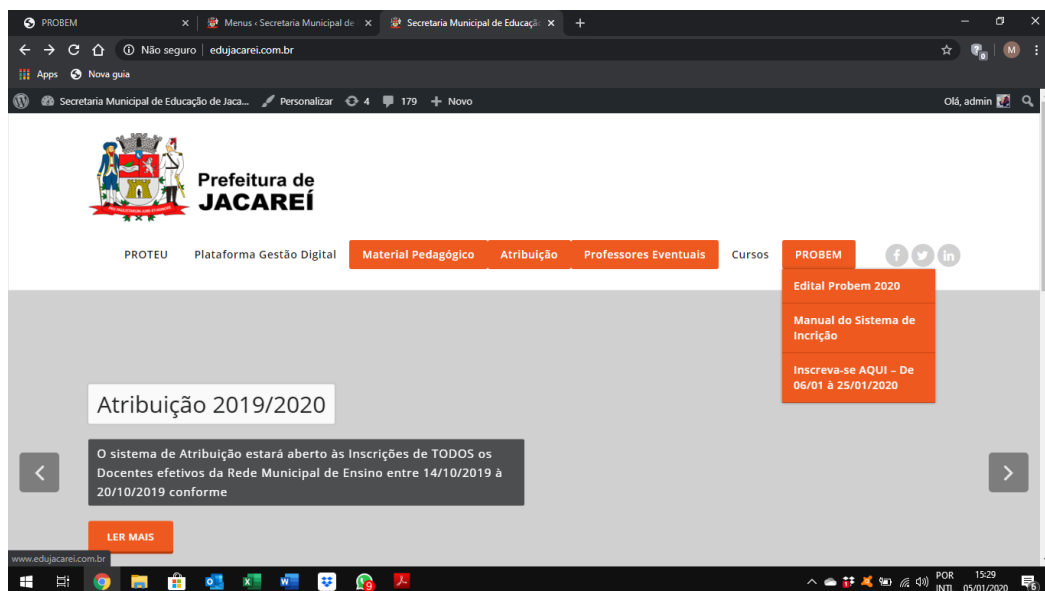 PROBEM
Menus ‹ Secretaria Municipal de
Secretaria Municipal de Educaçã
Não seguro
edujacarei.com.br
M
Apps
Nova guia
Secretaria Municipal de Educação de Jaca...
Personalizar
4
179
Novo
Olá, admin
Prefeitura de
JACAREÍ
PROTEU
Plataforma Gestão Digital
Material Pedagógico
Atribuição
Professores Eventuais
Cursos
PROBEM
Edital Probem 2020
Manual do Sistema de
Incrição
Inscreva-se AQUI – De
06/01 à 25/01/2020
Atribuição 2019/2020
O sistema de Atribuição estará aberto às Inscrições de TODOS os
Docentes efetivos da Rede Municipal de Ensino entre 14/10/2019 à
20/10/2019 conforme
LER MAIS
www.edujacarei.com.br
POR
INTL
15:29
05/01/2020